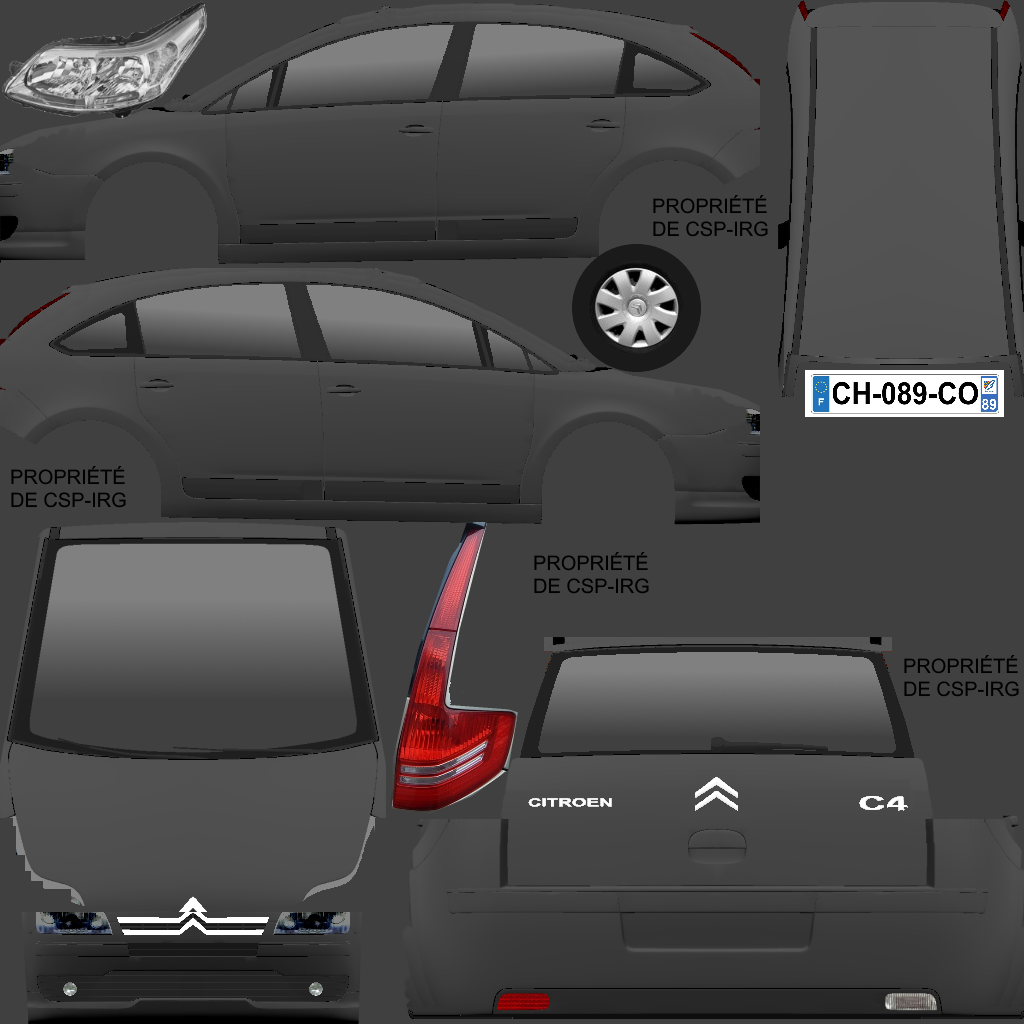 PROPRIÉTÉ
DE CSP-IRG
F
CH-089-CO
89
PROPRIÉTÉ
DE CSP-IRG
PROPRIÉTÉ
DE CSP-IRG
PROPRIÉTÉ
DE CSP-IRG
CITROEN
C4